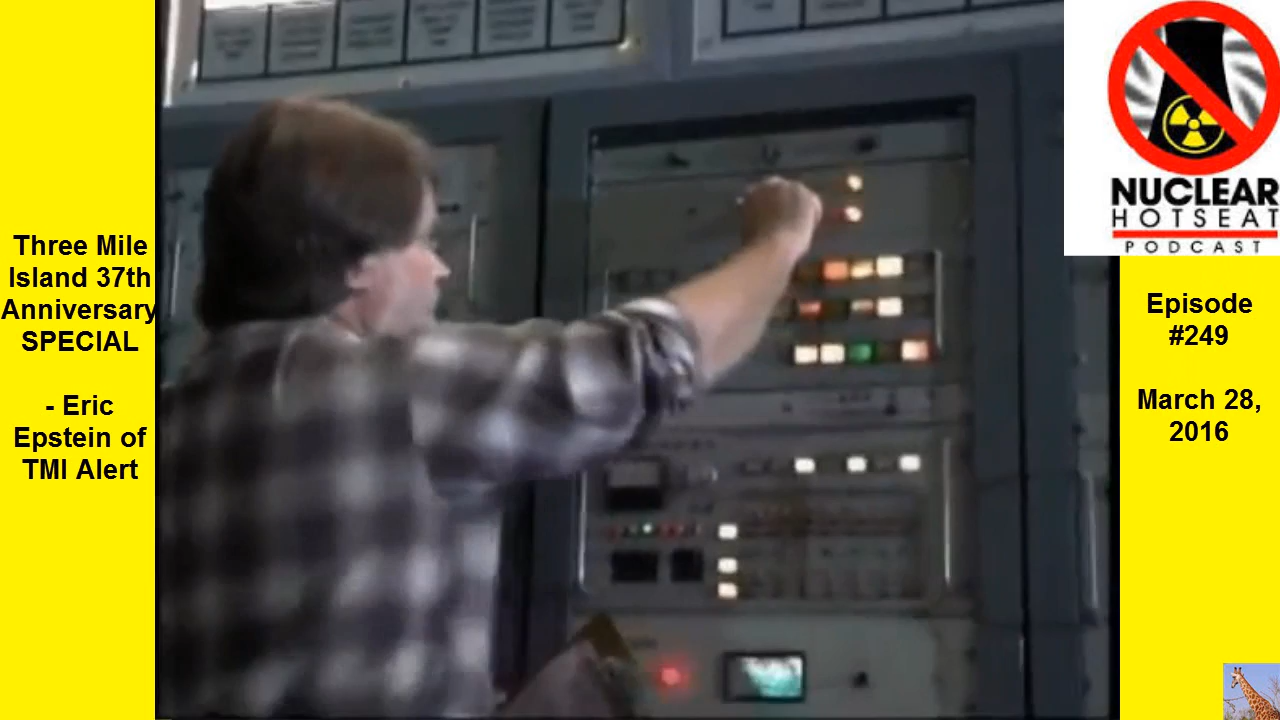 Three Mile
Island 37th
Anniversary
SPECIAL
- Eric
Epstein of
TMI Alert
NUCLEAR
HOTSEAT
PODCAST
Episode
#249
March 28,
2016